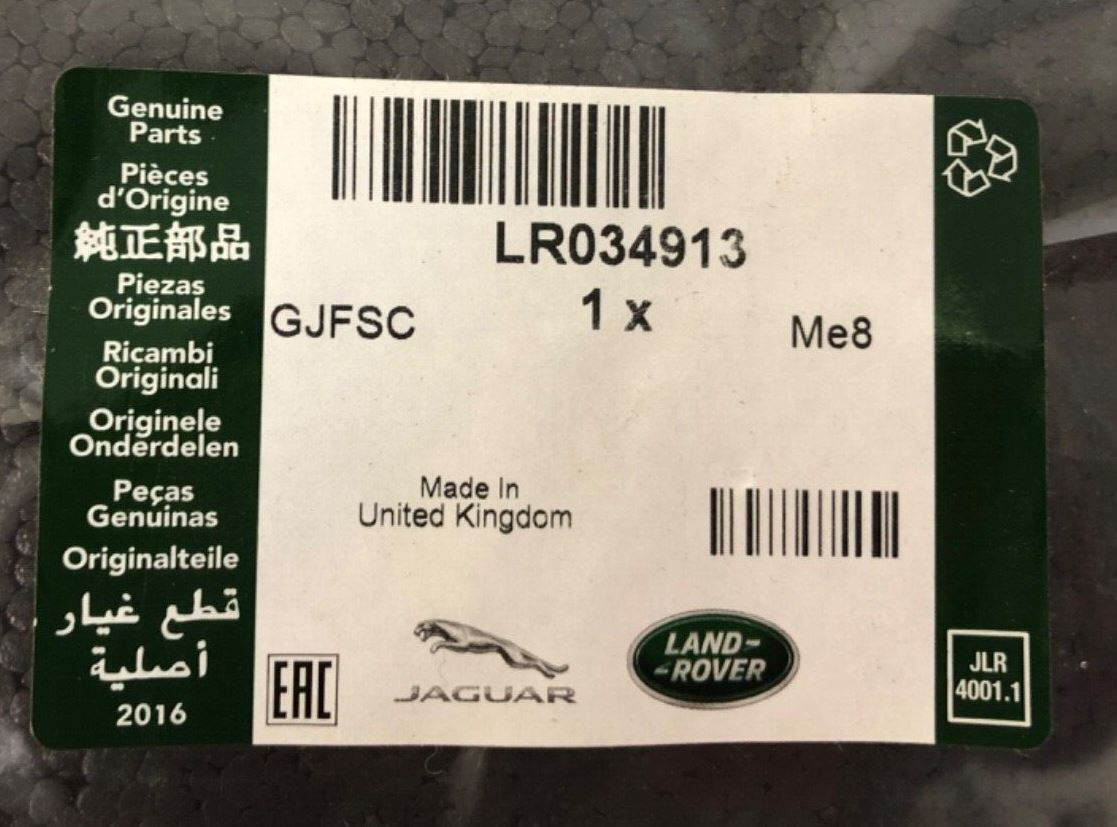 Genuine
Parts
Pièces
d'Origine
純正部品
Piezas
Originales
Ricambi
Originali
Originele
Onderdelen
Peças
Genuinas
Originalteile
قطع غيار
أصلية
2016
LR034913
1 x
GJFSC
Me8
Made In
United Kingdom
EAC
JAGUAR
LAND-
-ROVER
JLR
4001.1